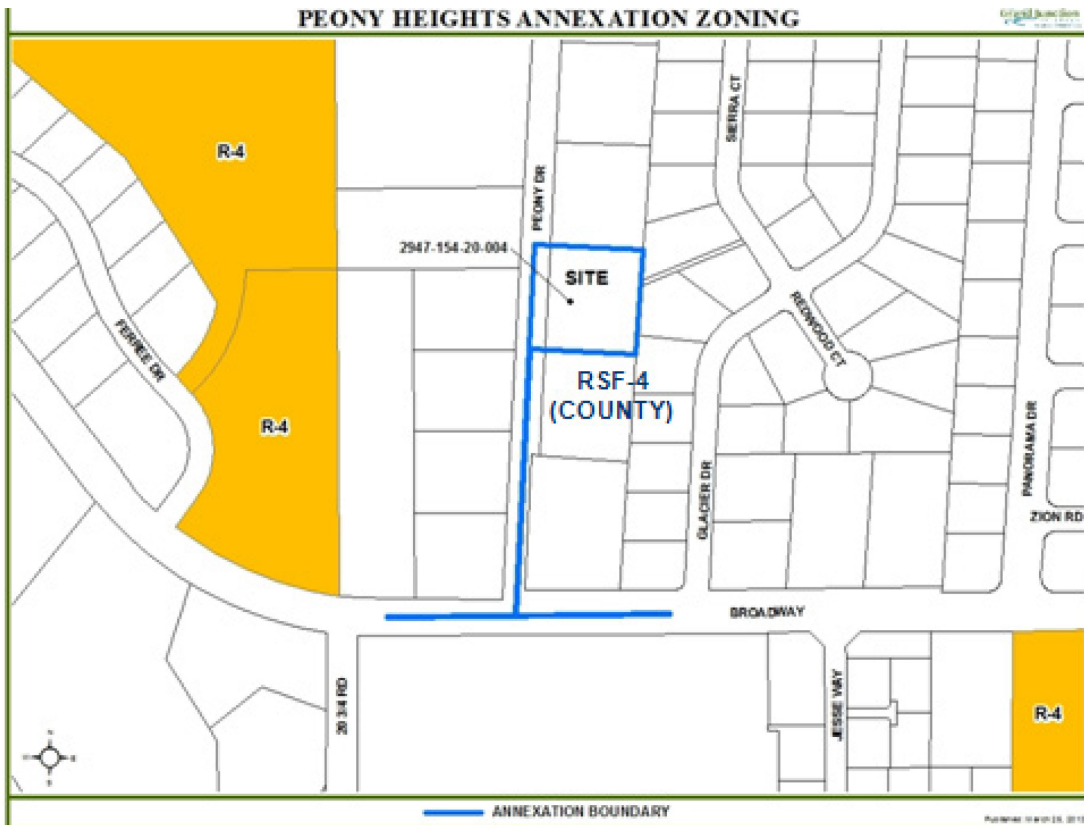 PEONY HEIGHTS ANNEXATION ZONING
Grand Junction
R-4
SIERRA CT
PEONY DR
2947-154-20-004
SITE
REDWOOD CT
FERREE DR
RSF-4
(COUNTY)
R-4
PANORAMA DR
GLACIER DR
ZION RD
BROADWAY
20 3/4 RD
JESSE WAY
R-4
ANNEXATION BOUNDARY